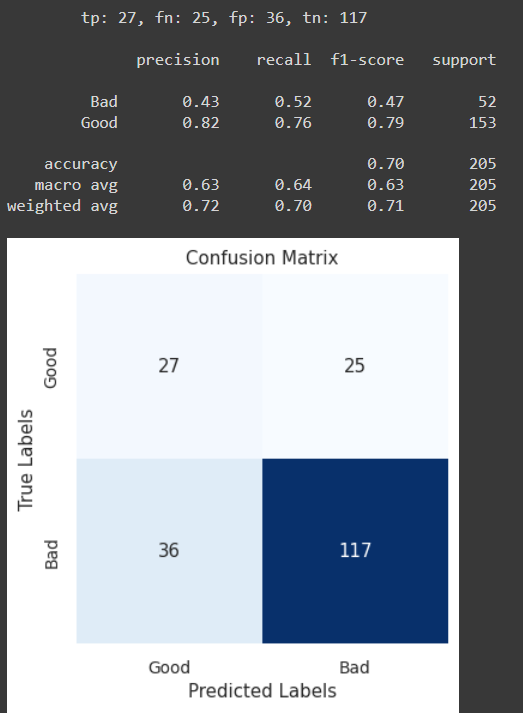 tp: 27, fn: 25, fp: 36, tn: 117
precision recall f1-score support
Bad 0.43 0.52 0.47 52
Good 0.82 0.76 0.79 153
accuracy 0.70 205
macro avg 0.63 0.64 0.63 205
weighted avg 0.72 0.70 0.71 205
Confusion Matrix
Good 27 25
True Labels
Bad 36 117
Good Bad
Predicted Labels